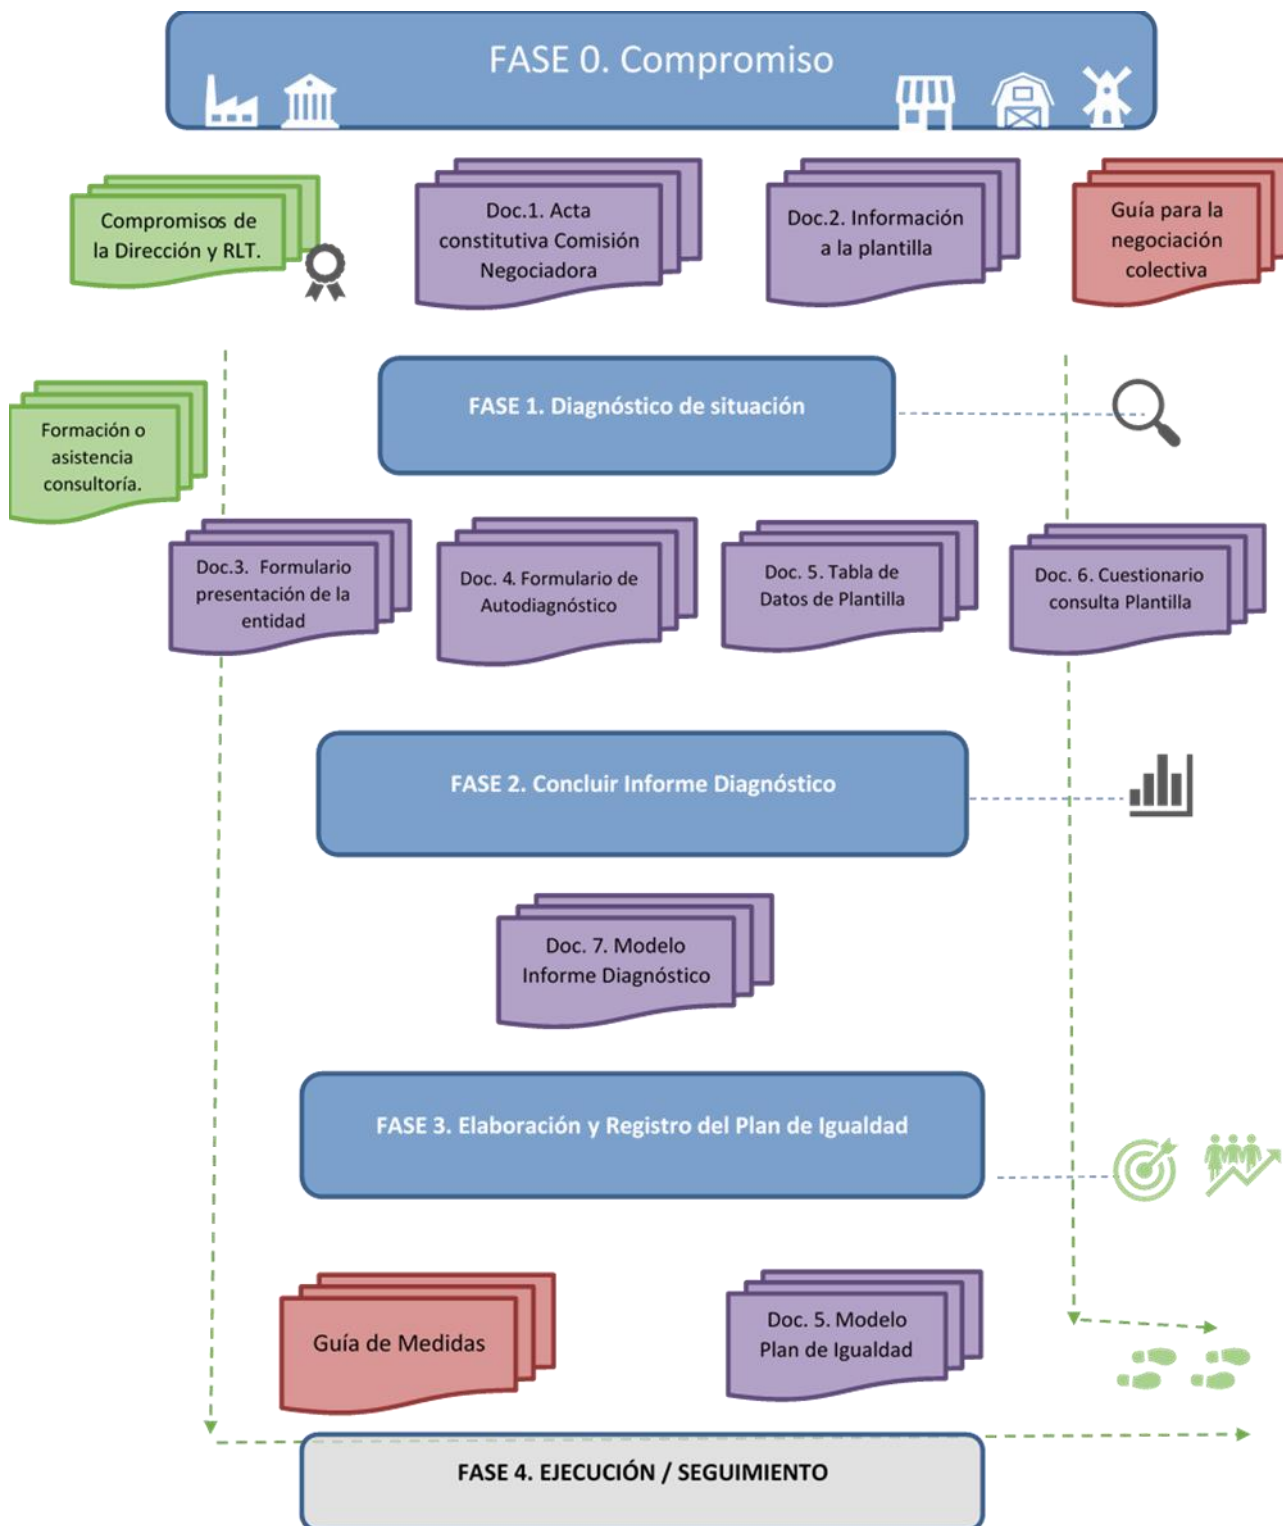 FASE 0. Compromiso
Compromisos de
la Dirección y RLT.
Doc.1. Acta
constitutiva Comisión
Negociadora
Doc.2. Información
a la plantilla
Guía para la
negociación
colectiva
FASE 1. Diagnóstico de situación
Formación o
asistencia
consultoría.
Doc.3.  Formulario
presentación de la
entidad
Doc. 4. Formulario de
Autodiagnóstico
Doc. 5. Tabla de
Datos de Plantilla
Doc. 6. Cuestionario
consulta Plantilla
FASE 2. Concluir Informe Diagnóstico
Doc. 7. Modelo
Informe Diagnóstico
FASE 3. Elaboración y Registro del Plan de Igualdad
Guía de Medidas
Doc. 5. Modelo
Plan de Igualdad
FASE 4. EJECUCIÓN / SEGUIMIENTO